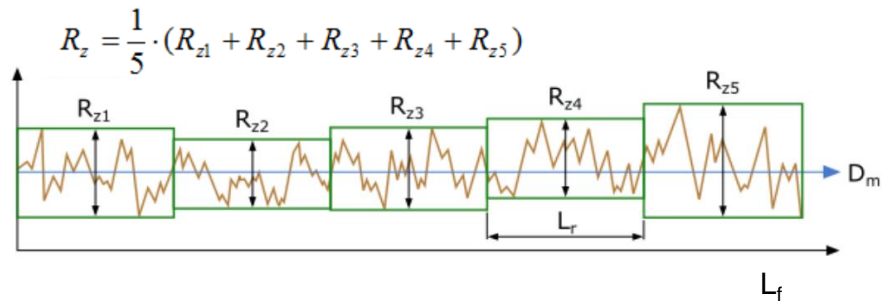 R_z = 1/5 · (R_z1 + R_z2 + R_z3 + R_z4 + R_z5)
R_z1
R_z2
R_z3
R_z4
R_z5
D_m
L_r
L_f